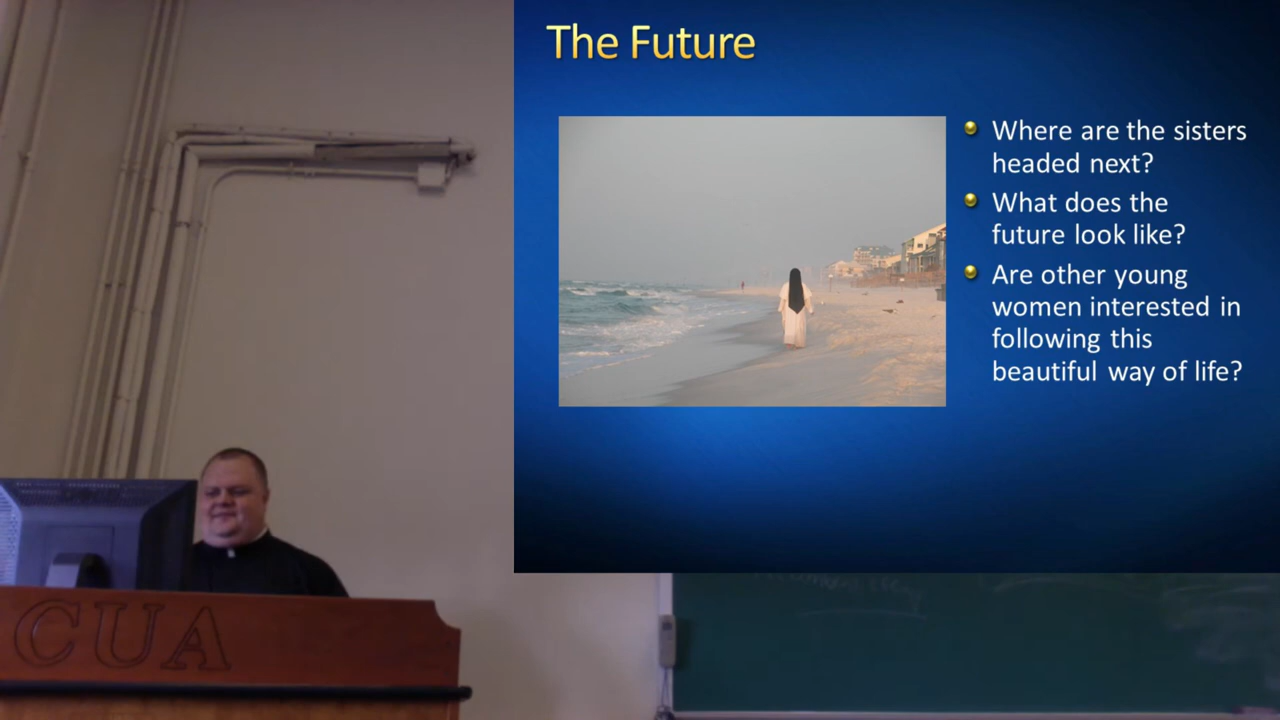 The Future
Where are the sisters
headed next?
What does the
future look like?
Are other young
women interested in
following this
beautiful way of life?
CUA